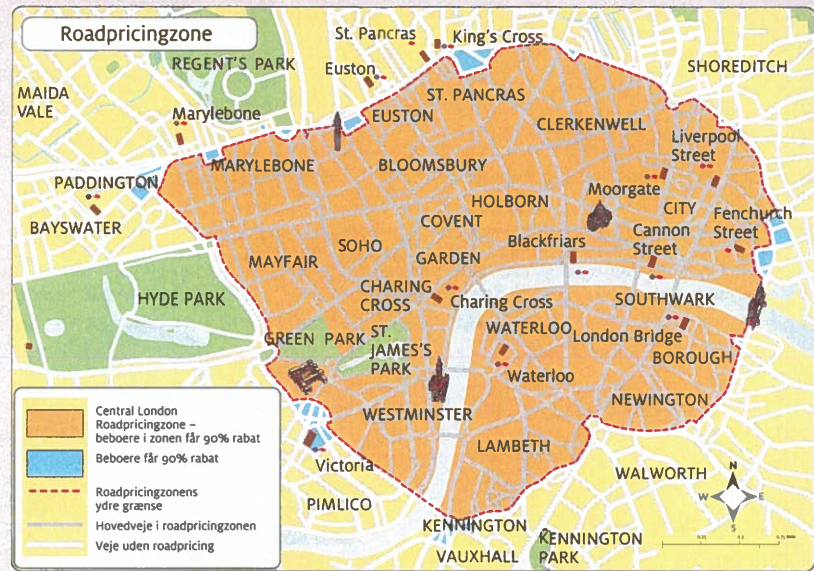 Roadpricingzone
St. Pancras
King's Cross
REGENT'S PARK
Euston
SHOREDITCH
MAIDA
VALE
ST. PANCRAS
Marylebone
EUSTON
CLERKENWELL
Liverpool
Street
MARYLEBONE
BLOOMSBURY
PADDINGTON
Moorgate
HOLBORN
CITY
BAYSWATER
COVENT
GARDEN
Fenchurch
Street
Cannon
Street
SOHO
Blackfriars
MAYFAIR
CHARING
CROSS
HYDE PARK
Charing Cross
SOUTHWARK
GREEN PARK
ST.
JAMES'S
PARK
WATERLOO
London Bridge
BOROUGH
Waterloo
NEWINGTON
WESTMINSTER
LAMBETH
Victoria
WALWORTH
PIMLICO
KENNINGTON
KENNINGTON
PARK
VAUXHALL
N
W E
S
Central London
Roadpricingzone –
beboere i zonen får 90% rabat
Beboere får 90% rabat
Roadpricingzonens
ydre grænse
Hovedveje i roadpricingzonen
Veje uden roadpricing